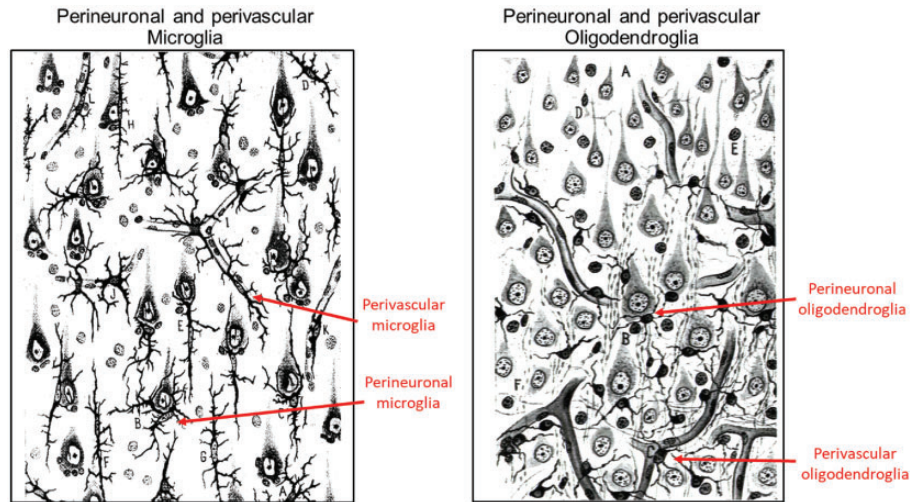 Perineuronal and perivascular
Microglia
Perineuronal and perivascular
Oligodendroglia
L
H
D
J
E
K
B
C
F
G
Perivascular
microglia
Perineuronal
microglia
A
D
E
B
F
C
Perineuronal
oligodendroglia
Perivascular
oligodendroglia